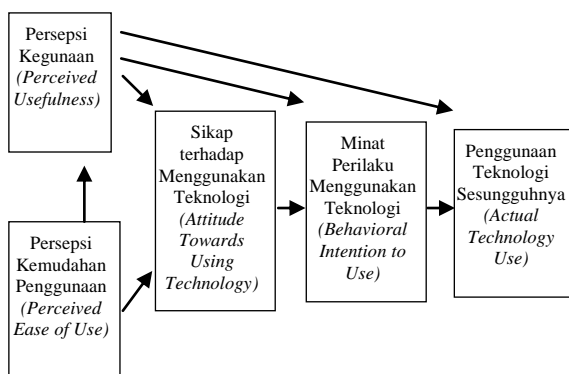 Persepsi
Kegunaan
(Perceived
Usefulness)
Persepsi
Kemudahan
Penggunaan
(Perceived
Ease of Use)
Sikap
terhadap
Menggunakan
Teknologi
(Attitude
Towards
Using
Technology)
Minat
Perilaku
Menggunakan
Teknologi
(Behavioral
Intention to
Use)
Penggunaan
Teknologi
Sesungguhnya
(Actual
Technology
Use)